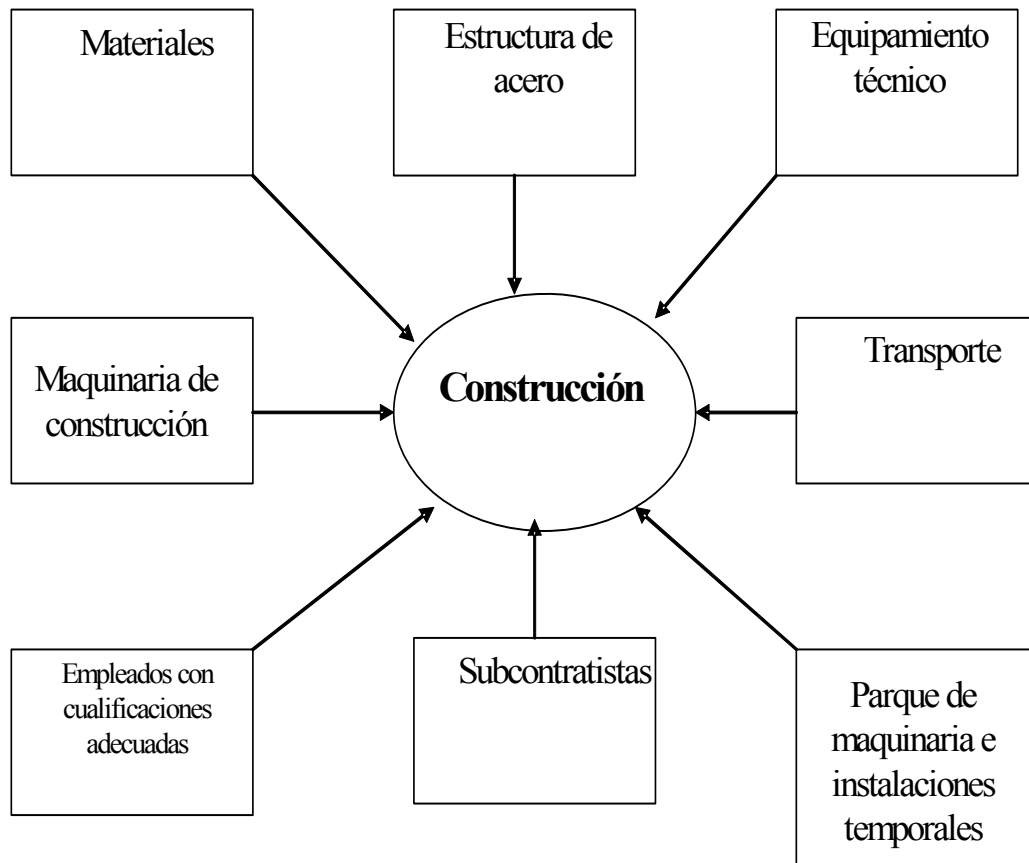 Materiales
Estructura de
acero
Equipamiento
técnico
Maquinaria de
construcción
Construcción
Transporte
Empleados con
cualificaciones
adecuadas
Subcontratistas
Parque de
maquinaria e
instalaciones
temporales